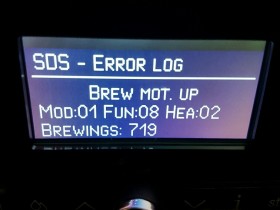 SDS - Error log
Brew mot. up
Mod:01 Fun:08 Hea:02
Brewings: 719